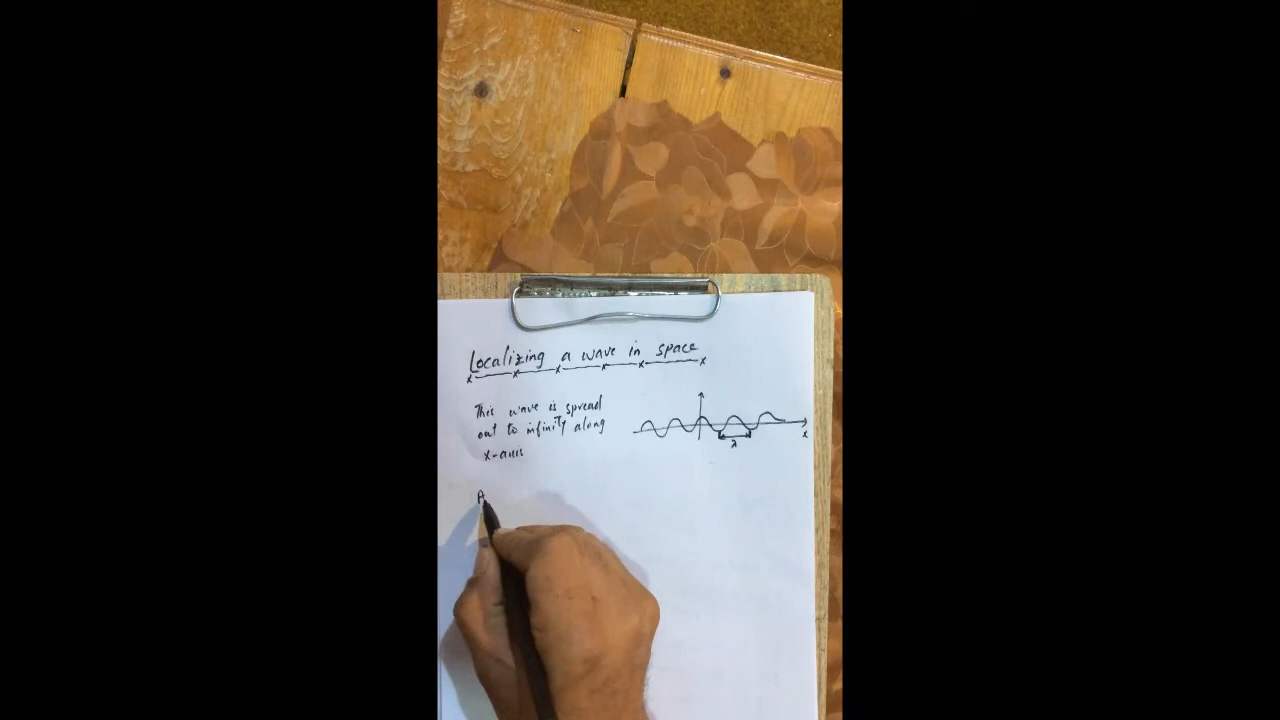 Localizing a wave in space
This wave is spread
out to infinity along
x-axis
λ
x
A